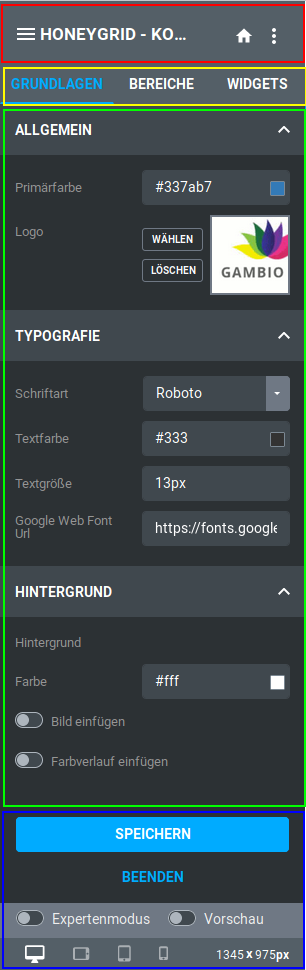 HONEYGRID - KO...
GRUNDLAGEN BEREICHE WIDGETS
ALLGEMEIN
Primärfarbe #337ab7
Logo WÄHLEN
LÖSCHEN
GAMBIO
TYPOGRAFIE
Schriftart Roboto
Textfarbe #333
Textgröße 13px
Google Web Font
Url
https://fonts.google
HINTERGRUND
Hintergrund
Farbe #fff
Bild einfügen
Farbverlauf einfügen
SPEICHERN
BEENDEN
Expertenmodus Vorschau
1345 x 975px